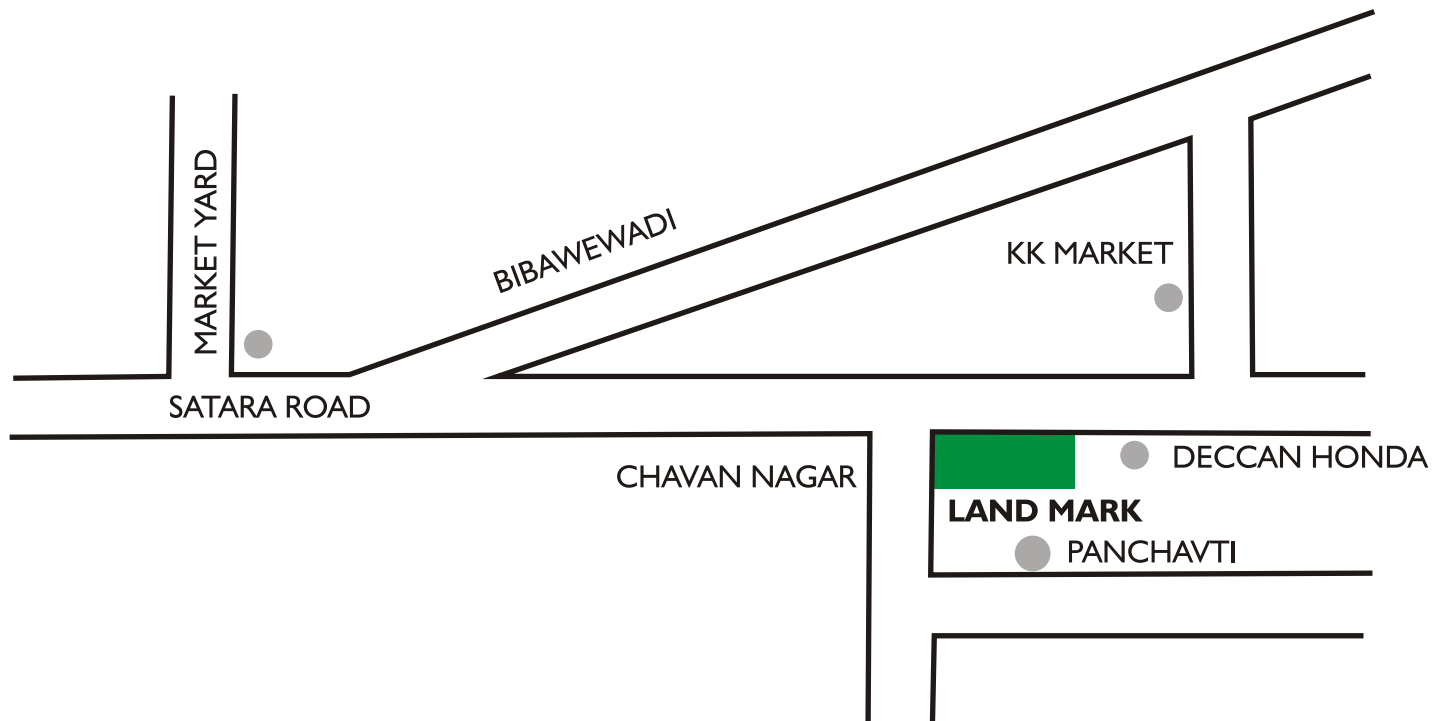 MARKET YARD
BIBAWEWADI
KK MARKET
SATARA ROAD
CHAVAN NAGAR
DECCAN HONDA
LAND MARK
PANCHAVTI